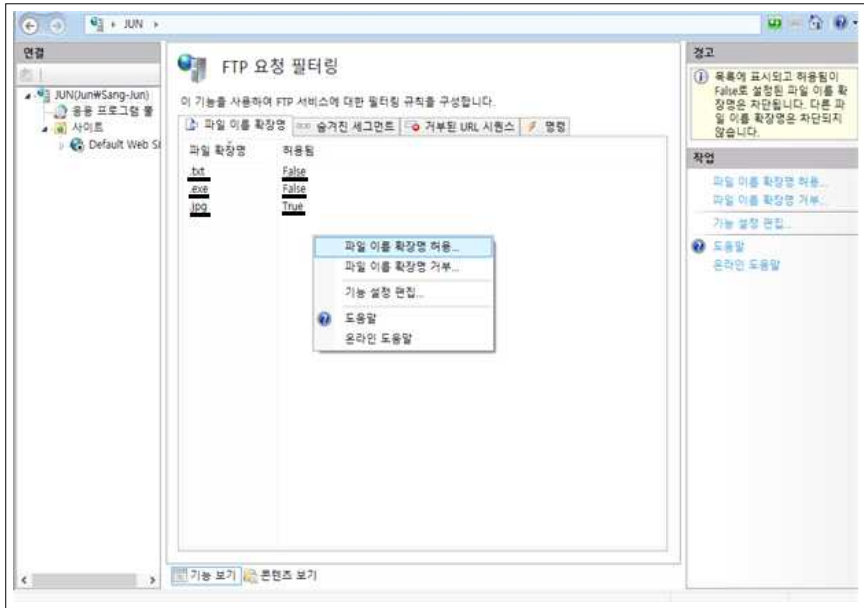 JUN
연결
JUN(Jun₩Sang-Jun)
응용 프로그램 풀
사이트
Default Web Si
FTP 요청 필터링
이 기능을 사용하여 FTP 서비스에 대한 필터링 규칙을 구성합니다.
파일 이름 확장명
숨겨진 세그먼트
거부된 URL 시퀀스
명령
파일 확장명 허용됨
.txt False
.exe False
.jpg True
파일 이름 확장명 허용...
파일 이름 확장명 거부...
기능 설정 편집...
도움말
온라인 도움말
기능 보기
콘텐츠 보기
경고
목록에 표시되고 허용됨이
False로 설정된 파일 이름 확
장명은 차단됩니다. 다른 파
일 이름 확장명은 차단되지
않습니다.
작업
파일 이름 확장명 허용...
파일 이름 확장명 거부...
기능 설정 편집...
도움말
온라인 도움말